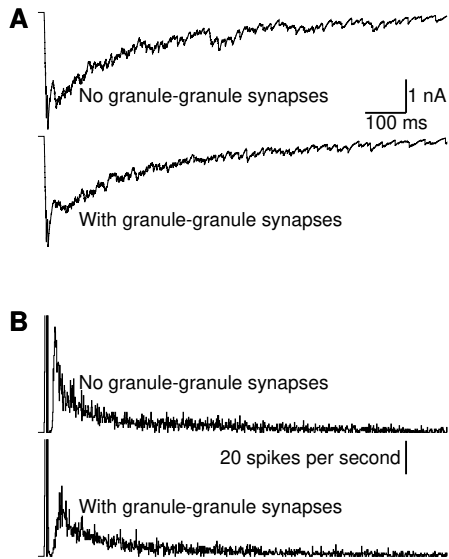 A
No granule-granule synapses
1 nA
100 ms
With granule-granule synapses
B
No granule-granule synapses
20 spikes per second
With granule-granule synapses